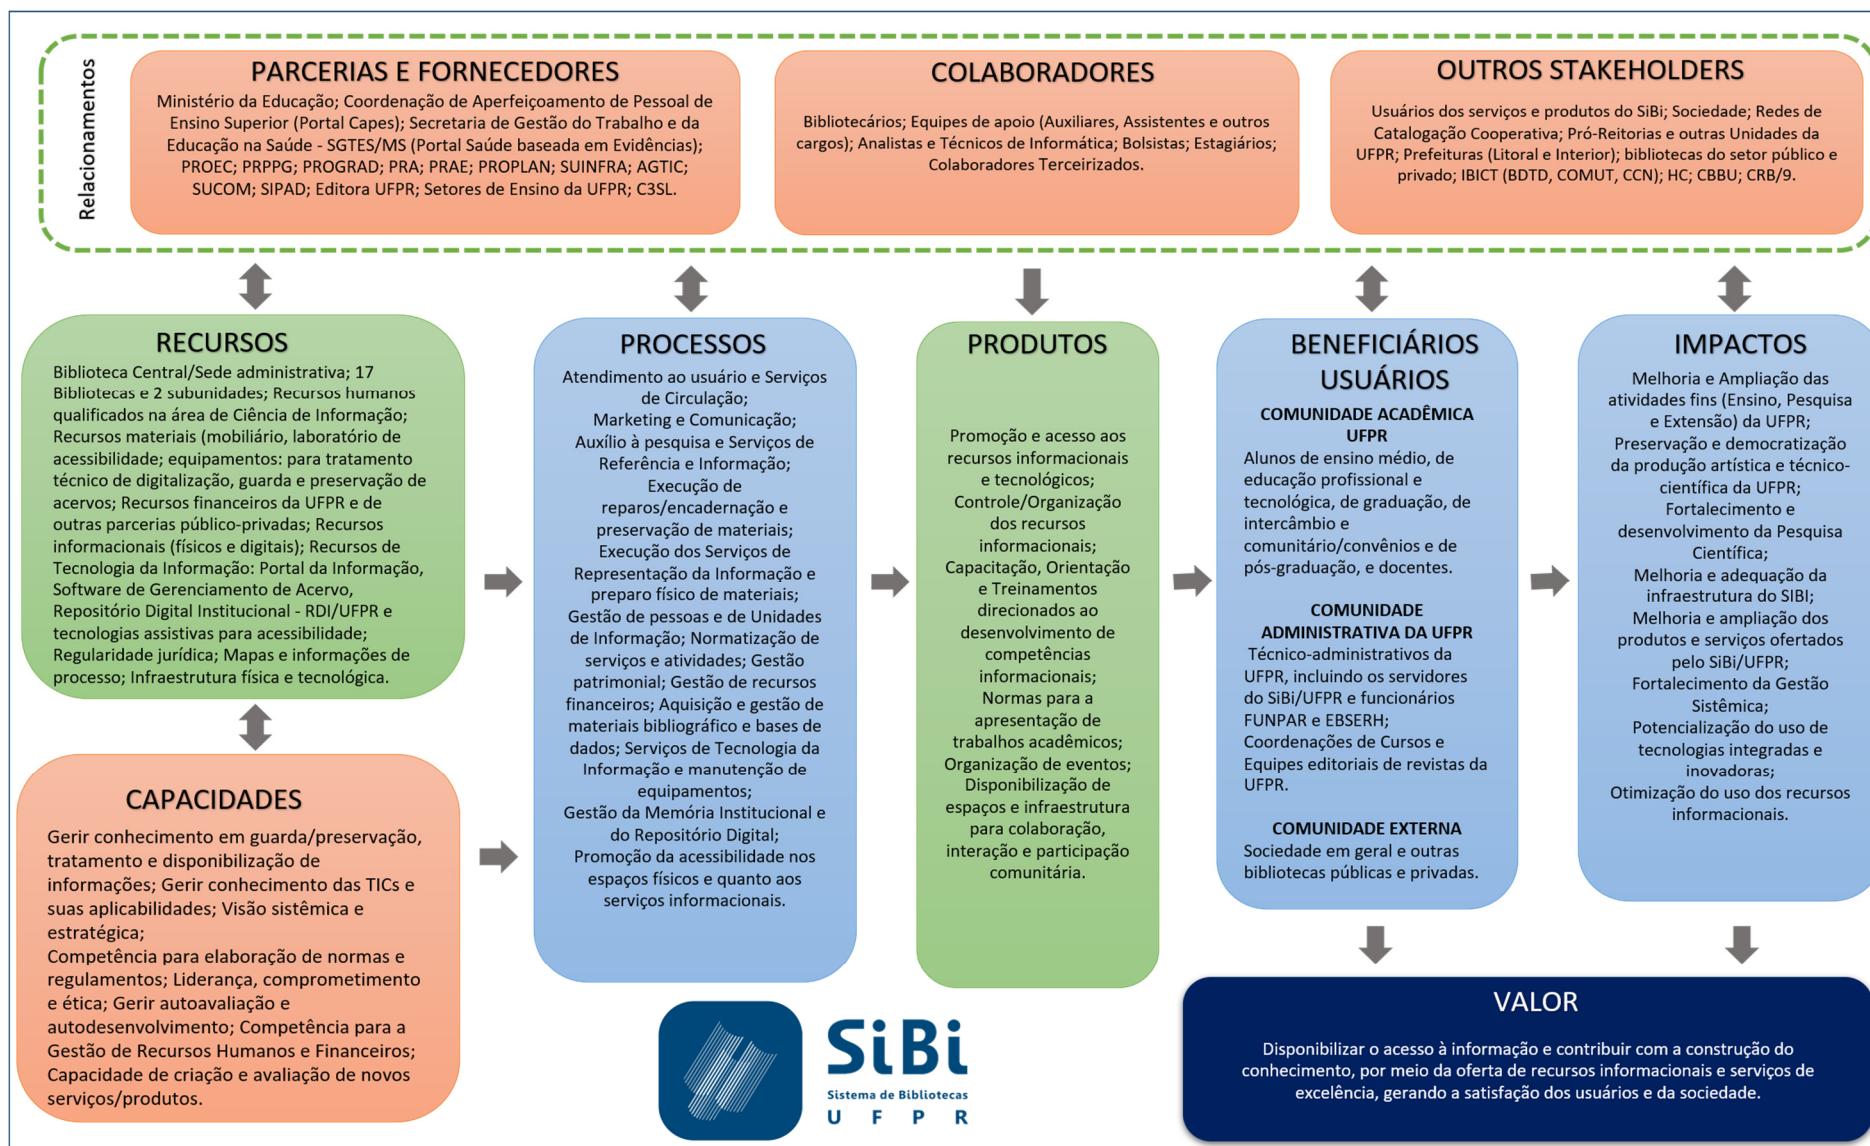 Relacionamentos
PARCERIAS E FORNECEDORES
Ministério da Educação; Coordenação de Aperfeiçoamento de Pessoal de
Ensino Superior (Portal Capes); Secretaria de Gestão do Trabalho e da
Educação na Saúde - SGTES/MS (Portal Saúde baseada em Evidências);
PROEC; PRPPG; PROGRAD; PRA; PRAE; PROPLAN; SUINFRA; AGTIC;
SUCOM; SIPAD; Editora UFPR; Setores de Ensino da UFPR; C3SL.
COLABORADORES
Bibliotecários; Equipes de apoio (Auxiliares, Assistentes e outros
cargos); Analistas e Técnicos de Informática; Bolsistas; Estagiários;
Colaboradores Terceirizados.
OUTROS STAKEHOLDERS
Usuários dos serviços e produtos do SiBi; Sociedade; Redes de
Catalogação Cooperativa; Pró-Reitorias e outras Unidades da
UFPR; Prefeituras (Litoral e Interior); bibliotecas do setor público e
privado; IBICT (BDTD, COMUT, CCN); HC; CBBU; CRB/9.
RECURSOS
Biblioteca Central/Sede administrativa; 17
Bibliotecas e 2 subunidades; Recursos humanos
qualificados na área de Ciência de Informação;
Recursos materiais (mobiliário, laboratório de
acessibilidade; equipamentos: para tratamento
técnico de digitalização, guarda e preservação de
acervos; Recursos financeiros da UFPR e de
outras parcerias público-privadas; Recursos
informacionais (físicos e digitais); Recursos de
Tecnologia da Informação: Portal da Informação,
Software de Gerenciamento de Acervo,
Repositório Digital Institucional - RDI/UFPR e
tecnologias assistivas para acessibilidade;
Regularidade jurídica; Mapas e informações de
processo; Infraestrutura física e tecnológica.
CAPACIDADES
Gerir conhecimento em guarda/preservação,
tratamento e disponibilização de
informações; Gerir conhecimento das TICs e
suas aplicabilidades; Visão sistêmica e
estratégica;
Competência para elaboração de normas e
regulamentos; Liderança, comprometimento
e ética; Gerir autoavaliação e
autodesenvolvimento; Competência para a
Gestão de Recursos Humanos e Financeiros;
Capacidade de criação e avaliação de novos
serviços/produtos.
PROCESSOS
Atendimento ao usuário e Serviços
de Circulação;
Marketing e Comunicação;
Auxílio à pesquisa e Serviços de
Referência e Informação;
Execução de
reparos/encadernação e
preservação de materiais;
Execução dos Serviços de
Representação da Informação e
preparo físico de materiais;
Gestão de pessoas e de Unidades
de Informação; Normatização de
serviços e atividades; Gestão
patrimonial; Gestão de recursos
financeiros; Aquisição e gestão de
materiais bibliográfico e bases de
dados; Serviços de Tecnologia da
Informação e manutenção de
equipamentos;
Gestão da Memória Institucional e
do Repositório Digital;
Promoção da acessibilidade nos
espaços físicos e quanto aos
serviços informacionais.
PRODUTOS
Promoção e acesso aos
recursos informacionais
e tecnológicos;
Controle/Organização
dos recursos
informacionais;
Capacitação, Orientação
e Treinamentos
direcionados ao
desenvolvimento de
competências
informacionais;
Normas para a
apresentação de
trabalhos acadêmicos;
Organização de eventos;
Disponibilização de
espaços e infraestrutura
para colaboração,
interação e participação
comunitária.
BENEFICIÁRIOS
USUÁRIOS
COMUNIDADE ACADÊMICA
UFPR
Alunos de ensino médio, de
educação profissional e
tecnológica, de graduação, de
intercâmbio e
comunitário/convênios e de
pós-graduação, e docentes.
COMUNIDADE
ADMINISTRATIVA DA UFPR
Técnico-administrativos da
UFPR, incluindo os servidores
do SiBi/UFPR e funcionários
FUNPAR e EBSERH;
Coordenações de Cursos e
Equipes editoriais de revistas da
UFPR.
COMUNIDADE EXTERNA
Sociedade em geral e outras
bibliotecas públicas e privadas.
IMPACTOS
Melhoria e Ampliação das
atividades fins (Ensino, Pesquisa
e Extensão) da UFPR;
Preservação e democratização
da produção artística e técnico-
científica da UFPR;
Fortalecimento e
desenvolvimento da Pesquisa
Científica;
Melhoria e adequação da
infraestrutura do SIBI;
Melhoria e ampliação dos
produtos e serviços ofertados
pelo SiBi/UFPR;
Fortalecimento da Gestão
Sistêmica;
Potencialização do uso de
tecnologias integradas e
inovadoras;
Otimização do uso dos recursos
informacionais.
SiBi
Sistema de Bibliotecas
UFPR
VALOR
Disponibilizar o acesso à informação e contribuir com a construção do
conhecimento, por meio da oferta de recursos informacionais e serviços de
excelência, gerando a satisfação dos usuários e da sociedade.